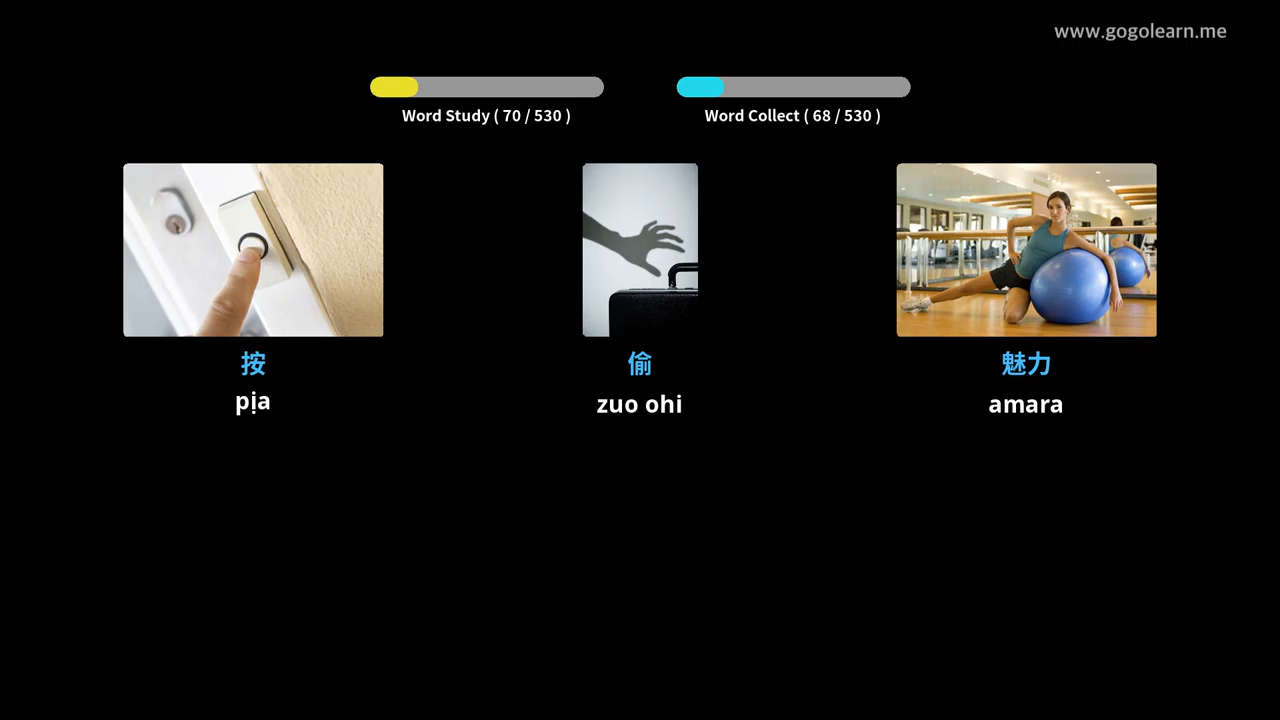 www.gogolearn.me
Word Study ( 70 / 530 )
Word Collect ( 68 / 530 )
按
pịa
偷
zuo ohi
魅力
amara